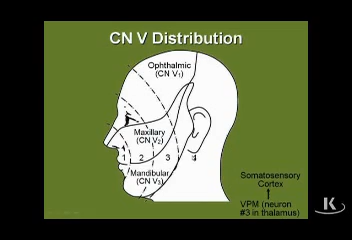 CN V Distribution
Ophthalmic
(CN V1)
Maxillary
(CN V2)
1 2 3 4
Mandibular
(CN V3)
Somatosensory
Cortex
VPM (neuron
#3 in thalamus)
K